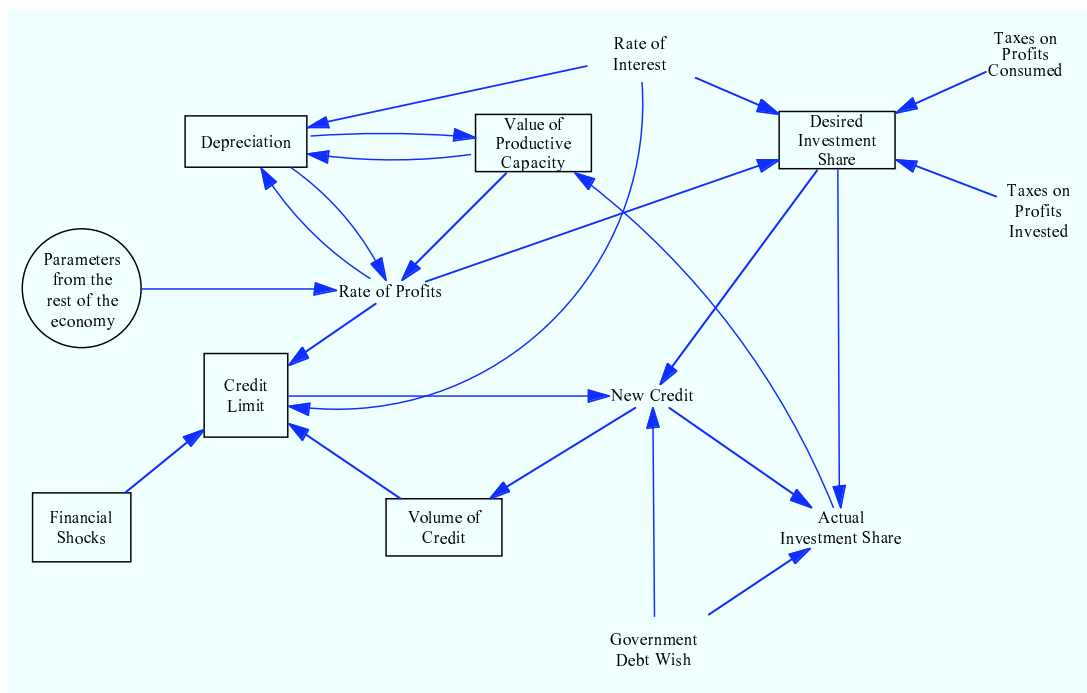 Rate of
Interest
Taxes on
Profits
Consumed
Depreciation
Value of
Productive
Capacity
Desired
Investment
Share
Taxes on
Profits
Invested
Parameters
from the
rest of the
economy
Rate of Profits
Credit
Limit
New Credit
Financial
Shocks
Volume of
Credit
Actual
Investment Share
Government
Debt Wish